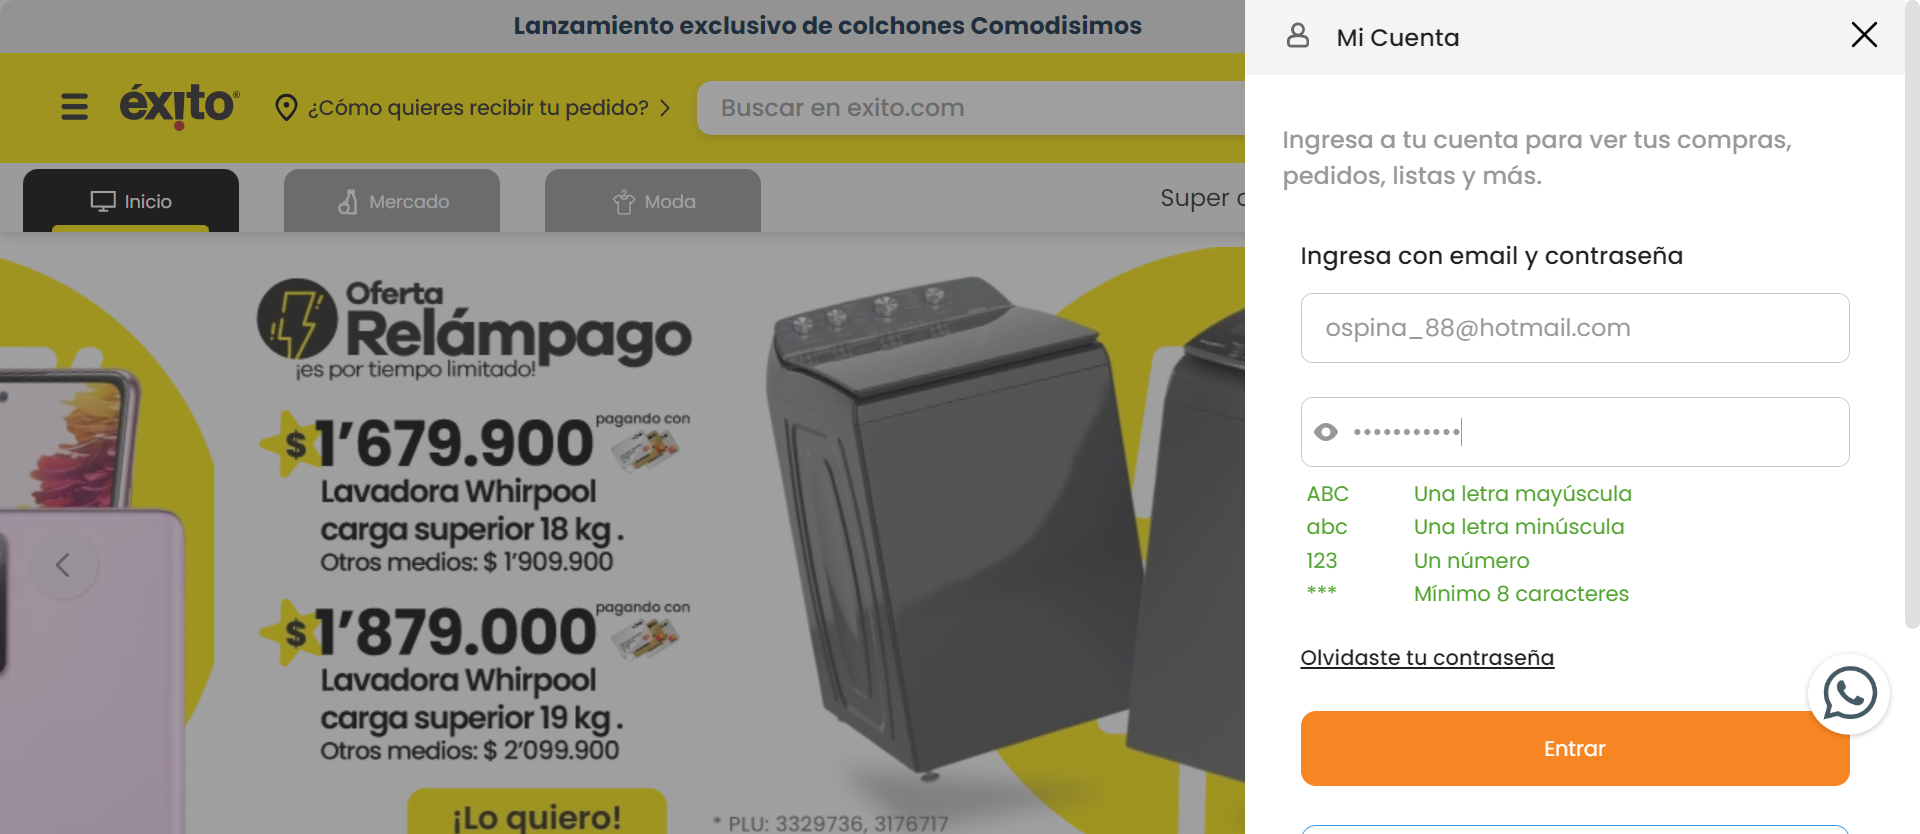 Lanzamiento exclusivo de colchones Comodisimos
éxito®
¿Cómo quieres recibir tu pedido?
Buscar en exito.com
Inicio
Mercado
Moda
Super o
Oferta
Relámpago
¡es por tiempo limitado!
$ 1'679.900
pagando con
Lavadora Whirpool
carga superior 18 kg.
Otros medios: $ 1'909.900
$ 1'879.000
pagando con
Lavadora Whirpool
carga superior 19 kg.
Otros medios: $ 2'099.900
¡Lo quiero!
* PLU: 3329736, 3176717
Mi Cuenta
Ingresa a tu cuenta para ver tus compras,
pedidos, listas y más.
Ingresa con email y contraseña
ospina_88@hotmail.com
•••••••••••
ABC Una letra mayúscula
abc Una letra minúscula
123 Un número
*** Mínimo 8 caracteres
Olvidaste tu contraseña
Entrar